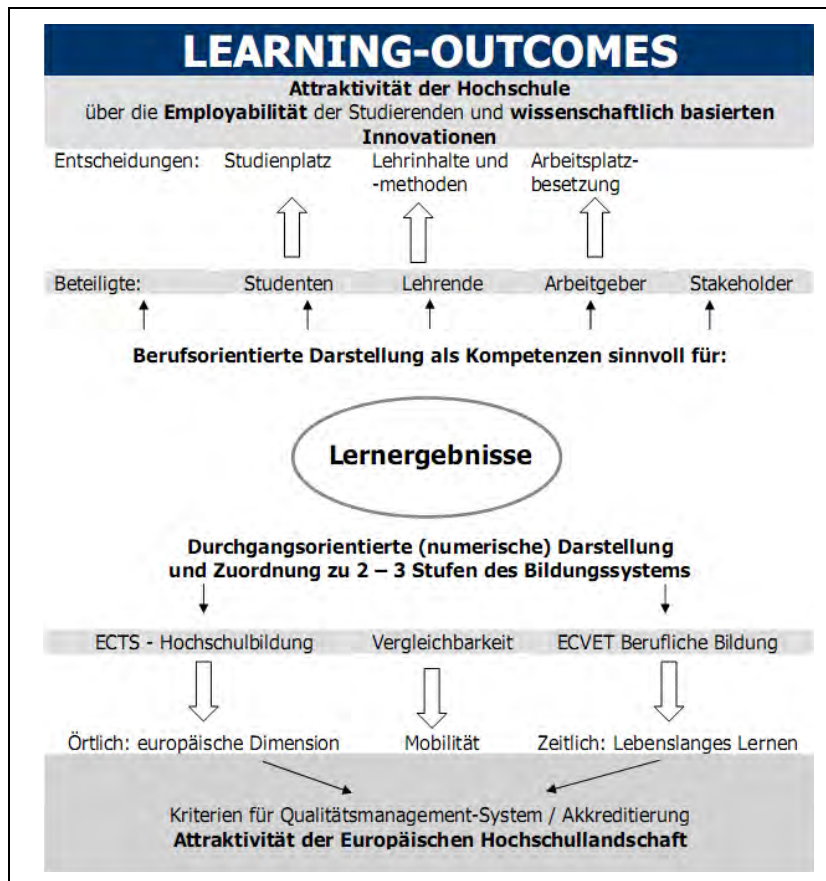 LEARNING-OUTCOMES
Attraktivität der Hochschule
über die Employabilität der Studierenden und wissenschaftlich basierten
Innovationen
Entscheidungen: Studienplatz Lehrinhalte und -methoden Arbeitsplatz-besetzung
Beteiligte: Studenten Lehrende Arbeitgeber Stakeholder
Berufsorientierte Darstellung als Kompetenzen sinnvoll für:
Lernergebnisse
Durchgangsorientierte (numerische) Darstellung
und Zuordnung zu 2 – 3 Stufen des Bildungssystems
ECTS - Hochschulbildung Vergleichbarkeit ECVET Berufliche Bildung
Örtlich: europäische Dimension Mobilität Zeitlich: Lebenslanges Lernen
Kriterien für Qualitätsmanagement-System / Akkreditierung
Attraktivität der Europäischen Hochschullandschaft